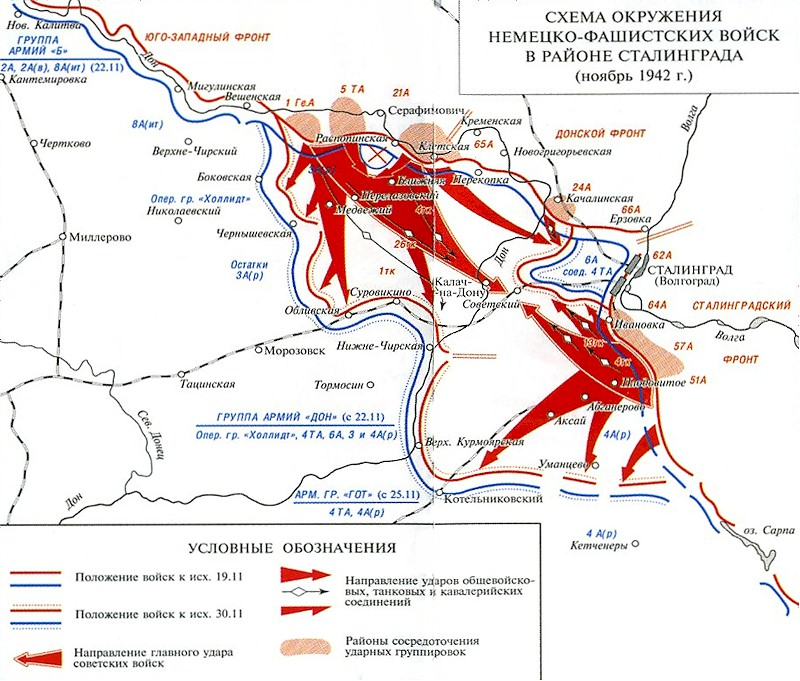 СХЕМА ОКРУЖЕНИЯ
НЕМЕЦКО-ФАШИСТСКИХ ВОЙСК
В РАЙОНЕ СТАЛИНГРАДА
(ноябрь 1942 г.)
Нов. Калитва
ГРУППА
АРМИЙ «Б»
2А, 2А(в), 8А(ит) (22.11)
Кантемировка
ЮГО-ЗАПАДНЫЙ ФРОНТ
Дон
Мигулинская
Вешенская
1 Гв.А
5 ТА
21А
Серафимович
Кременская
65А
Клетская
Распопинская
Новогригорьевская
ДОНСКОЙ ФРОНТ
Волга
8А(ит)
Чертково
Верхне-Чирский
Боковская
Опер. гр. «Холлидт»
Николаевский
Чернышевская
Миллерово
Ближняя
Перекопка
Перелазовский
Медвежий
4тк
26тк
1тк
24А
Качалинская
66А
Ерзовка
62А
6А
соед. 4ТА
СТАЛИНГРАД
(Волгоград)
Дон
Остатки
3А(р)
Калач-
на-Дону
Советский
Суровикино
Обливская
64А
СТАЛИНГРАДСКИЙ
Волга
ФРОНТ
Ивановка
13тк
4тк
57А
51А
Плодовитое
Нижне-Чирская
Морозовск
Тацинская
Тормосин
Абганерово
Аксай
4А(р)
ГРУППА АРМИЙ «ДОН» (с 22.11)
Опер. гр. «Холлидт», 4 ТА, 6А, 3 и 4А(р)
Верх. Курмоярская
Уманцево
Сев. Донец
Дон
АРМ. ГР. «ГОТ» (с 25.11)
4 ТА, 4А(р)
Котельниковский
4 А(р)
Кетченеры
оз. Сарпа
УСЛОВНЫЕ ОБОЗНАЧЕНИЯ
Положение войск к исх. 19.11
Положение войск к исх. 30.11
Направление главного удара
советских войск
Направление ударов общевойско-
вых, танковых и кавалерийских
соединений
Районы сосредоточения
ударных группировок